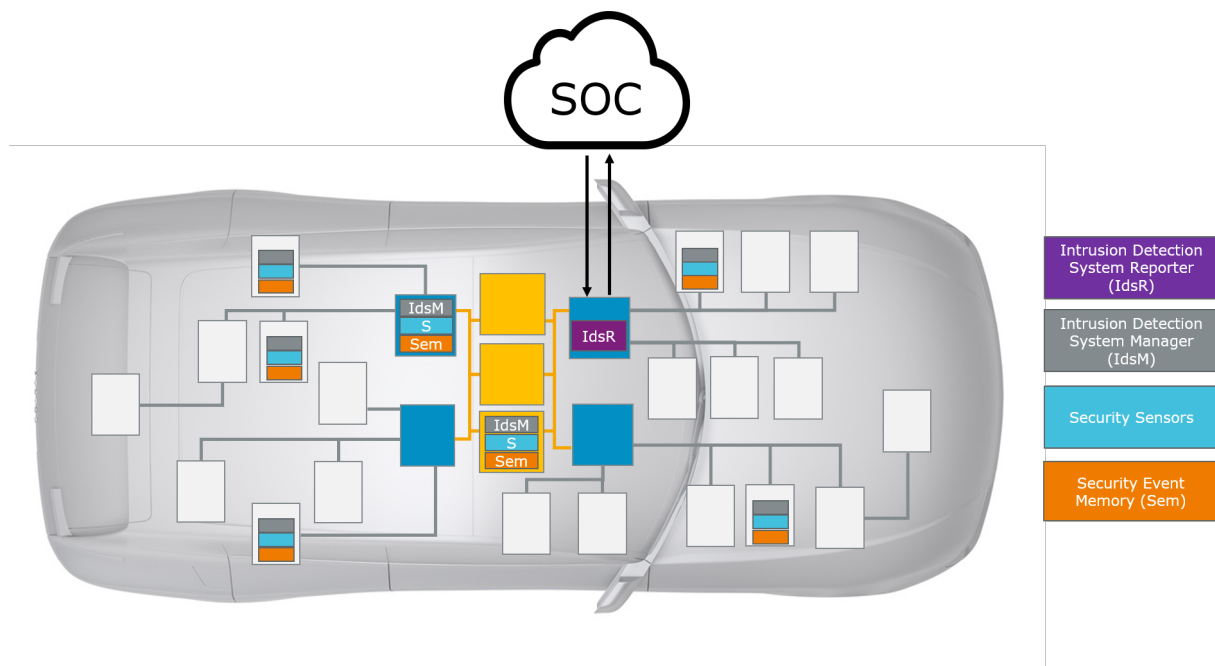 SOC
IdsM
S
Sem
IdsR
IdsM
S
Sem
Intrusion Detection
System Reporter
(IdsR)
Intrusion Detection
System Manager
(IdsM)
Security Sensors
Security Event
Memory (Sem)